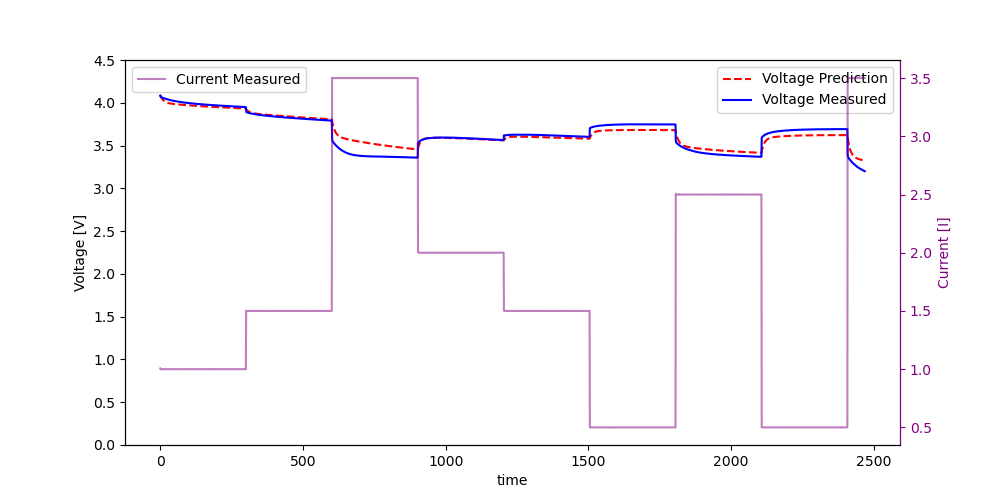 Current Measured
Voltage Prediction
Voltage Measured
4.5
4.0
3.5
3.0
2.5
2.0
1.5
1.0
0.5
0.0
Voltage [V]
3.5
3.0
2.5
2.0
1.5
1.0
0.5
Current [I]
0 500 1000 1500 2000 2500
time